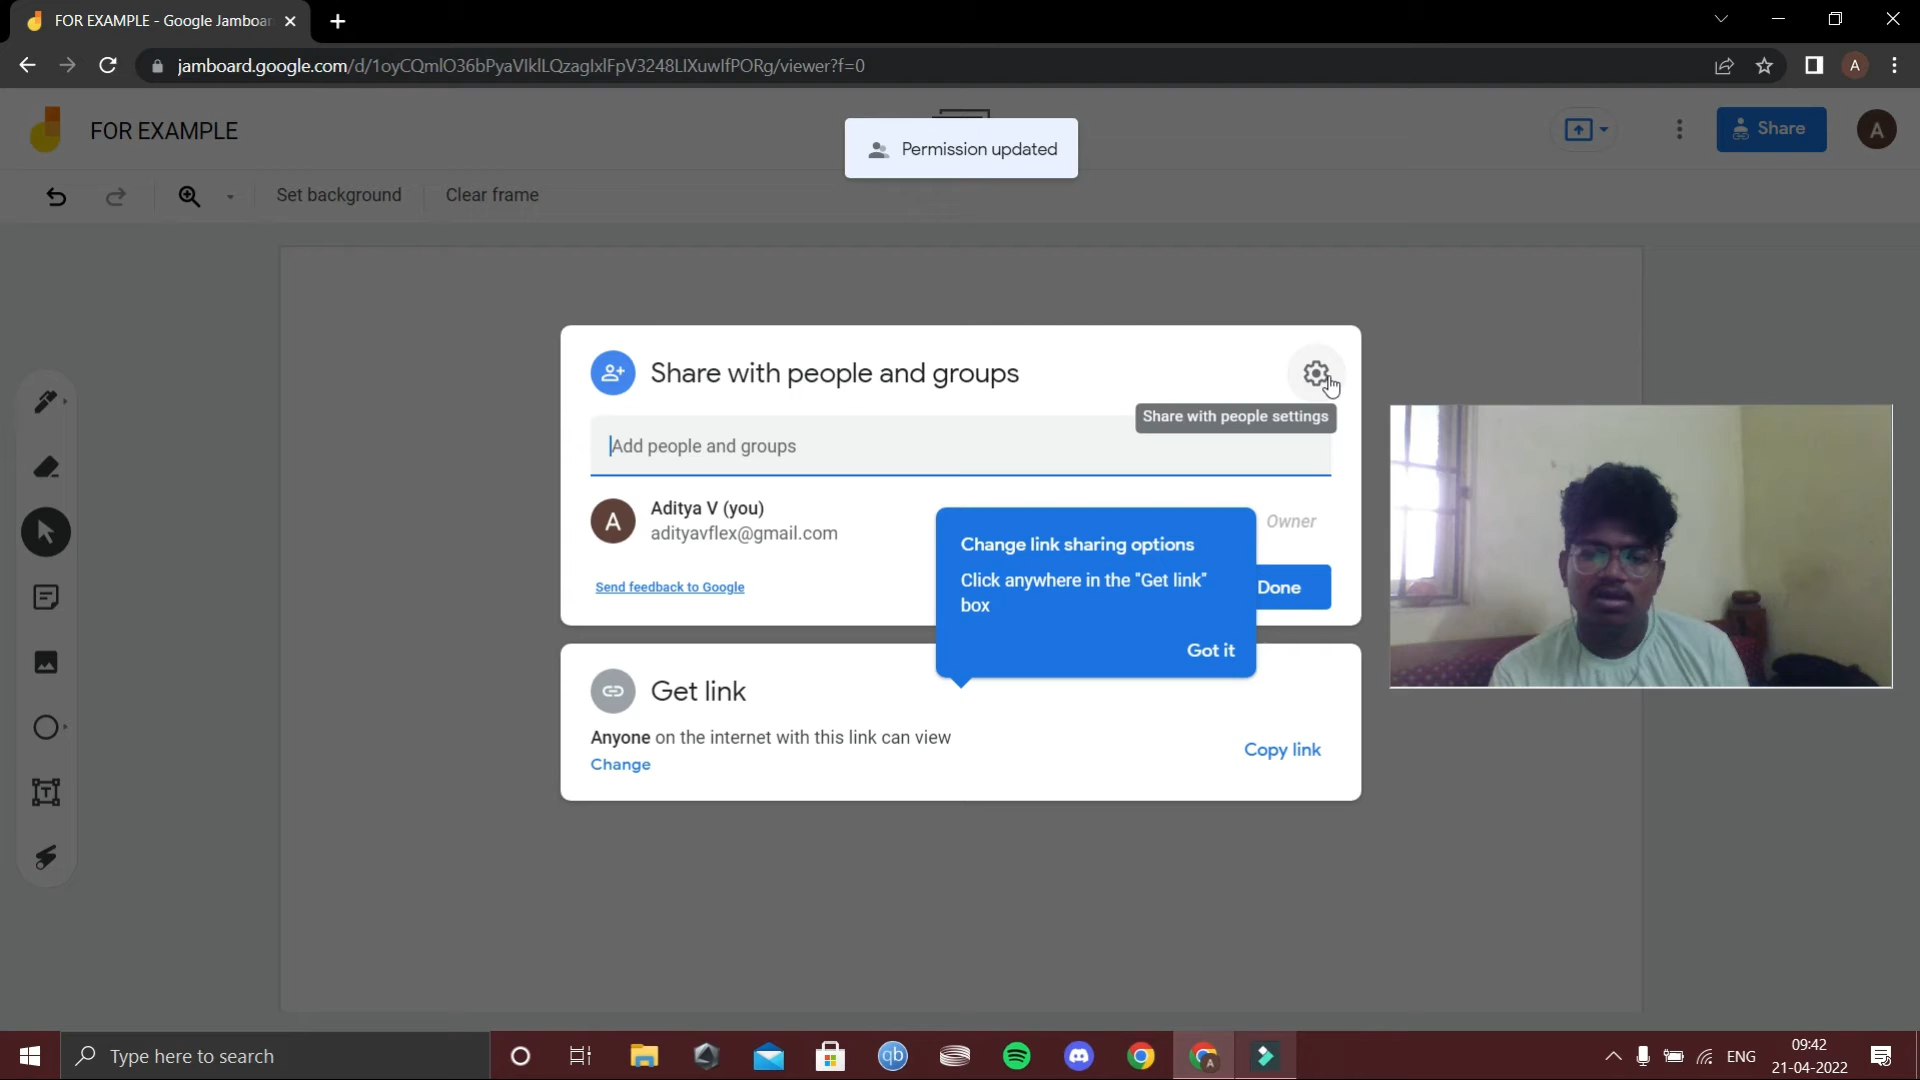 FOR EXAMPLE - Google Jamboar
jamboard.google.com/d/1oyCQmlO36bPyaVlklLQzaglxlFpV3248LlXuwlfPORg/viewer?f=0
A
FOR EXAMPLE
Permission updated
Share
A
Set background
Clear frame
Share with people and groups
Share with people settings
Add people and groups
A
Aditya V (you)
adityavflex@gmail.com
Owner
Change link sharing options
Click anywhere in the "Get link"
box
Got it
Send feedback to Google
Done
Get link
Anyone on the internet with this link can view
Change
Copy link
Type here to search
qb
A
ENG
09:42
21-04-2022